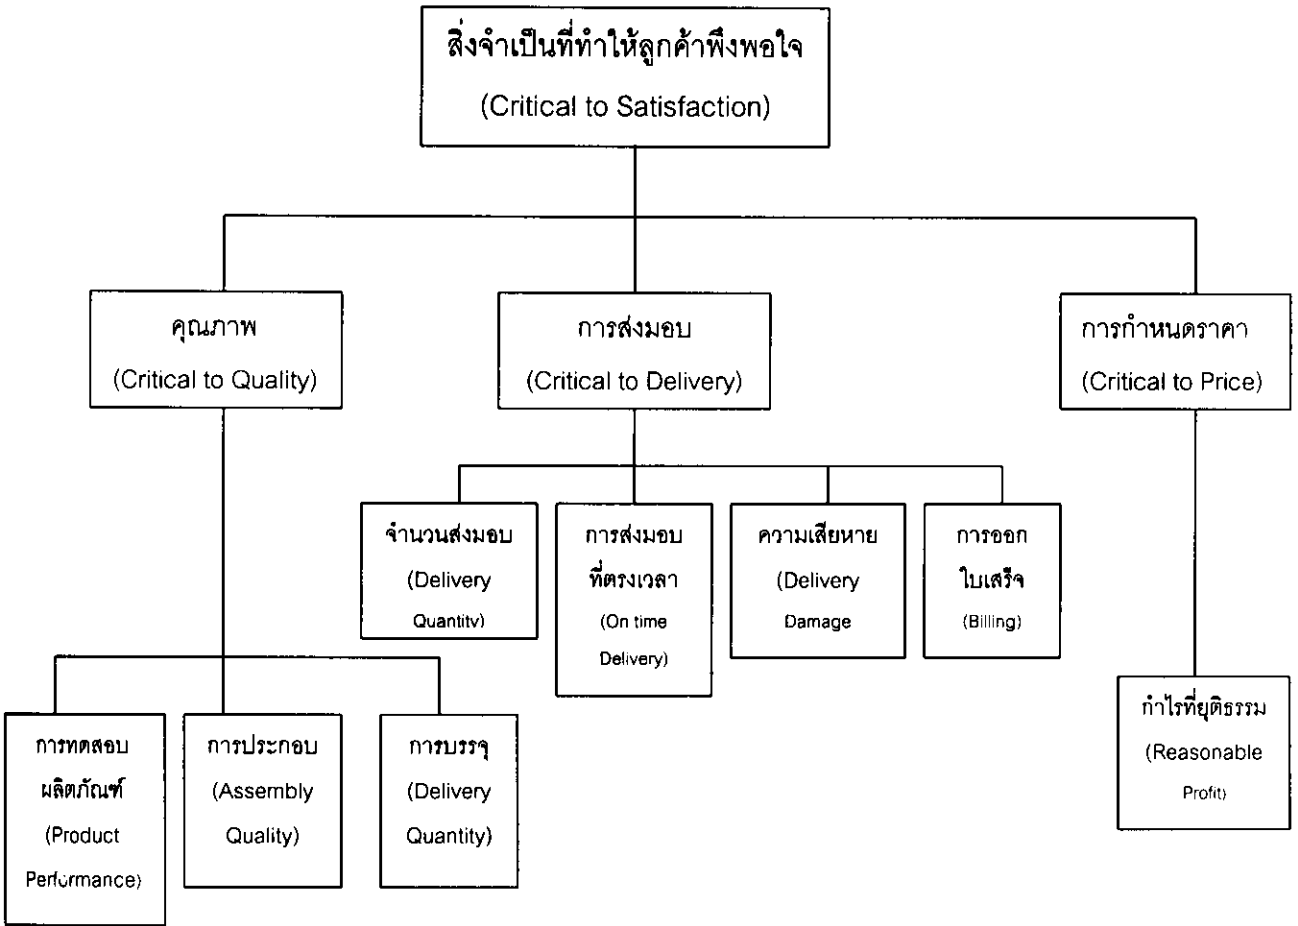 สิ่งจำเป็นที่ทำให้ลูกค้าพึงพอใจ
(Critical to Satisfaction)
คุณภาพ
(Critical to Quality)
การส่งมอบ
(Critical to Delivery)
การกำหนดราคา
(Critical to Price)
จำนวนส่งมอบ
(Delivery
Quantity)
การส่งมอบ
ที่ตรงเวลา
(On time
Delivery)
ความเสียหาย
(Delivery
Damage
การออก
ใบเสร็จ
(Billing)
การทดสอบ
ผลิตภัณฑ์
(Product
Performance)
การประกอบ
(Assembly
Quality)
การบรรจุ
(Delivery
Quantity)
กำไรที่ยุติธรรม
(Reasonable
Profit)